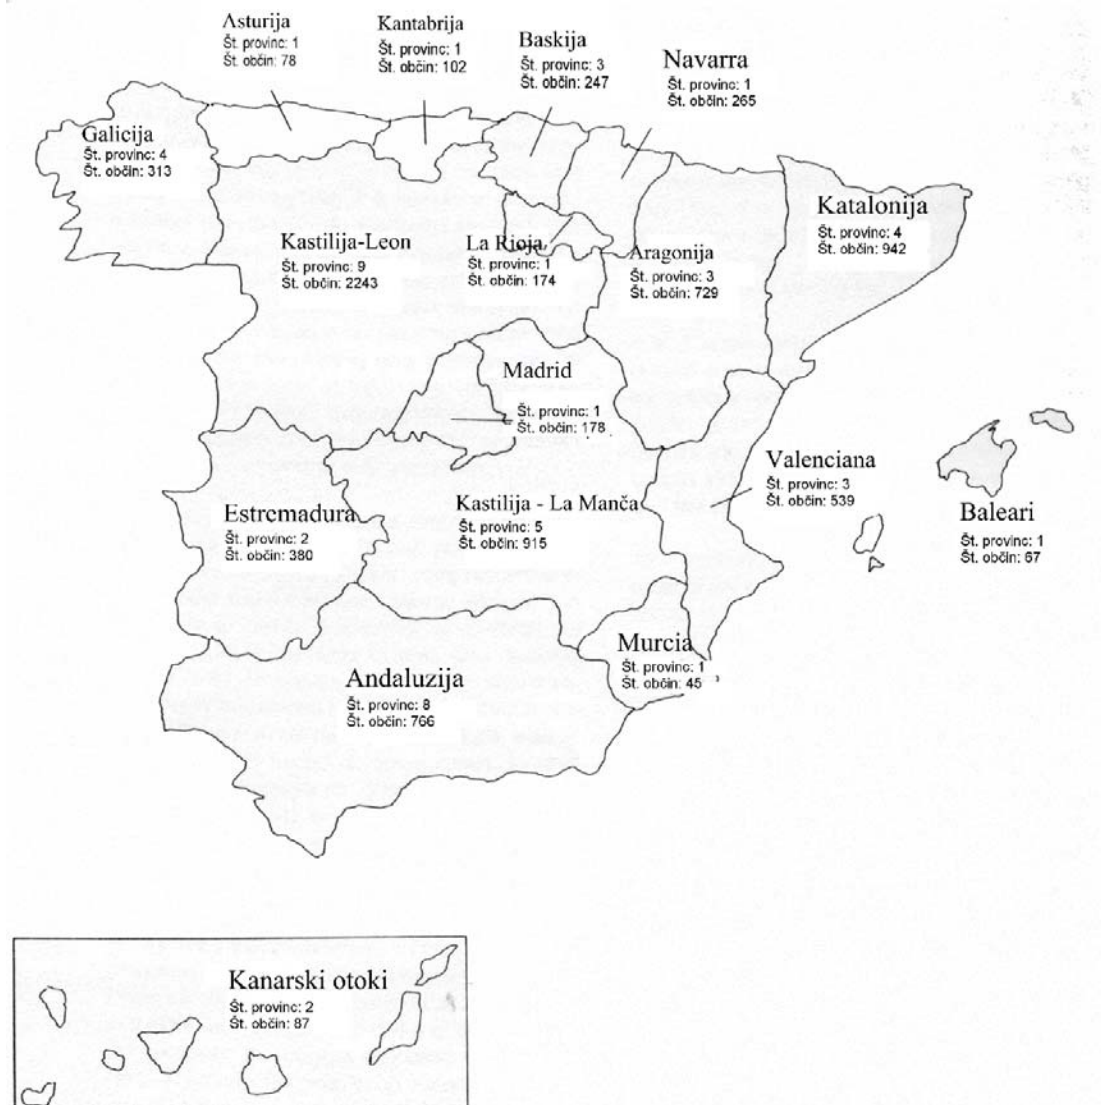 Asturija
Št. provinc: 1
Št. občin: 78
Kantabrija
Št. provinc: 1
Št. občin: 102
Baskija
Št. provinc: 3
Št. občin: 247
Navarra
Št. provinc: 1
Št. občin: 265
Galicija
Št. provinc: 4
Št. občin: 313
Kastilija-Leon
Št. provinc: 9
Št. občin: 2243
La Rioja
Št. provinc: 1
Št. občin: 174
Aragonija
Št. provinc: 3
Št. občin: 729
Katalonija
Št. provinc: 4
Št. občin: 942
Madrid
Št. provinc: 1
Št. občin: 178
Valenciana
Št. provinc: 3
Št. občin: 539
Baleari
Št. provinc: 1
Št. občin: 67
Estremadura
Št. provinc: 2
Št. občin: 380
Kastilija - La Manča
Št. provinc: 5
Št. občin: 915
Murcia
Št. provinc: 1
Št. občin: 45
Andaluzija
Št. provinc: 8
Št. občin: 766
Kanarski otoki
Št. provinc: 2
Št. občin: 87